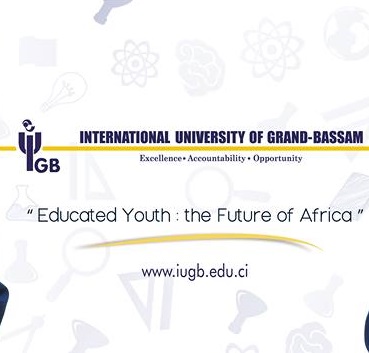 INTERNATIONAL UNIVERSITY OF GRAND-BASSAM
IUGB
Excellence• Accountability • Opportunity
“ Educated Youth : the Future of Africa ”
www.iugb.edu.ci